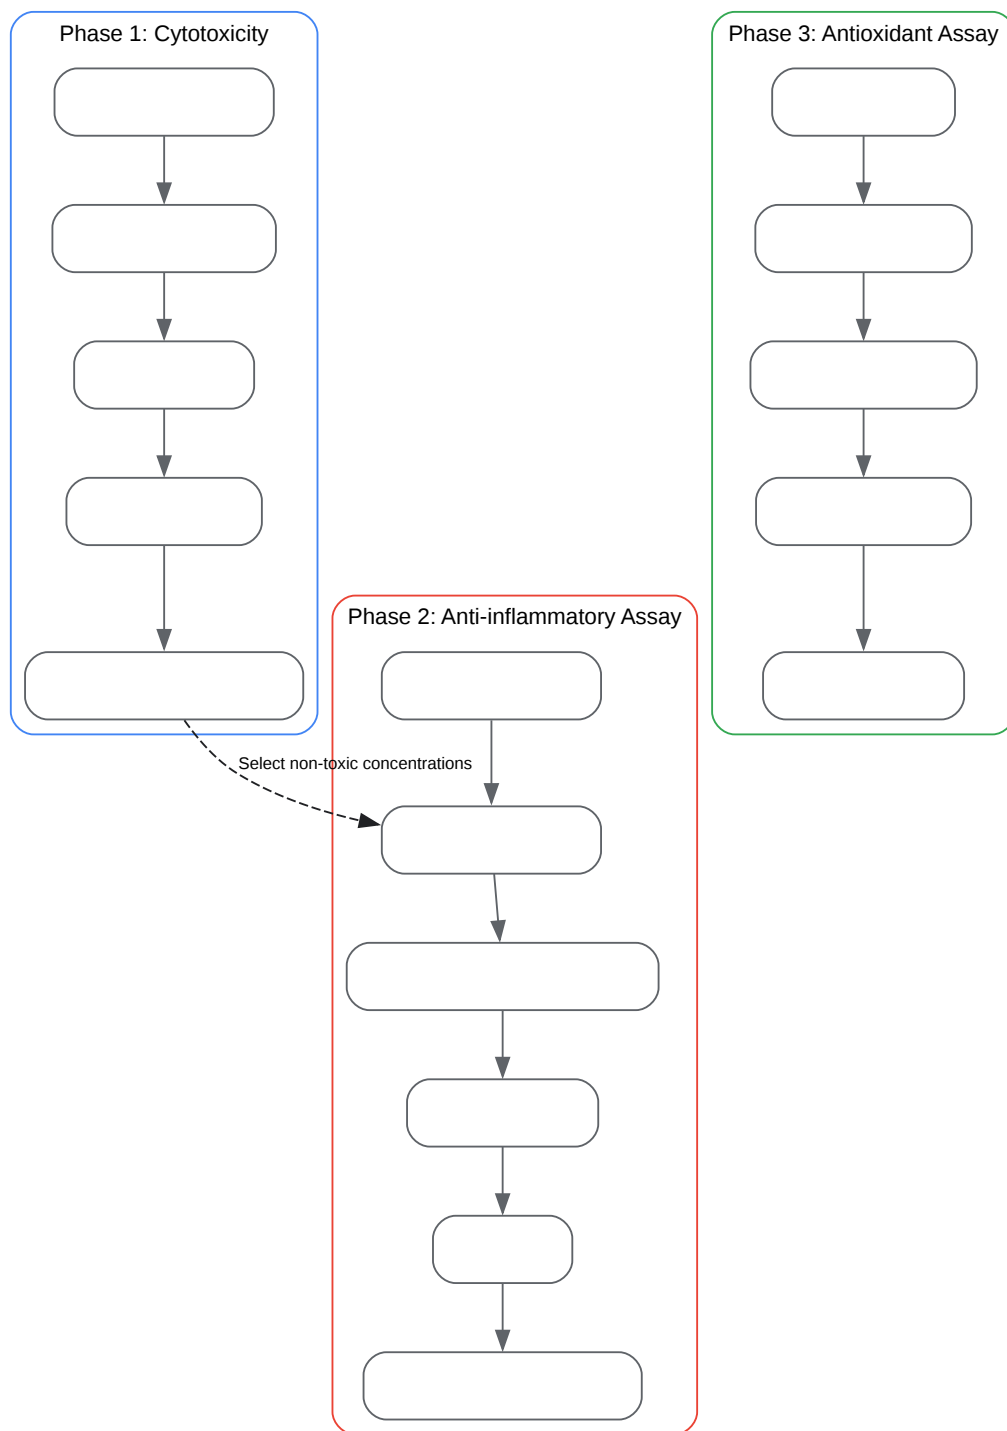 Phase 1: Cytotoxicity
Phase 3: Antioxidant Assay
Phase 2: Anti-inflammatory Assay
Select non-toxic concentrations